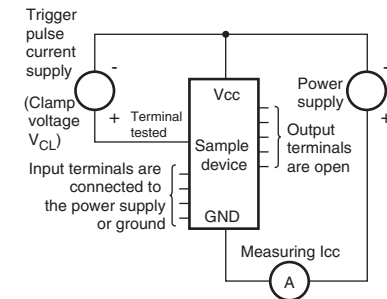 Trigger
pulse
current
supply
-
(Clamp
voltage
V_CL)
+
Terminal
tested
Vcc
Sample
device
GND
Input terminals are
connected to
the power supply
or ground
Output
terminals
are open
-
Power
supply
+
Measuring Icc
A